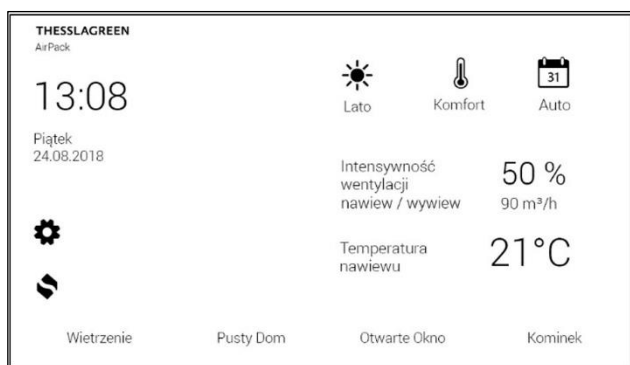 THESSLAGREEN
AirPack
13:08
Piątek
24.08.2018
31
Lato
Komfort
Auto
Intensywność
wentylacji
nawiew / wywiew
50 %
90 m³/h
Temperatura
nawiewu
21°C
Wietrzenie
Pusty Dom
Otwarte Okno
Kominek